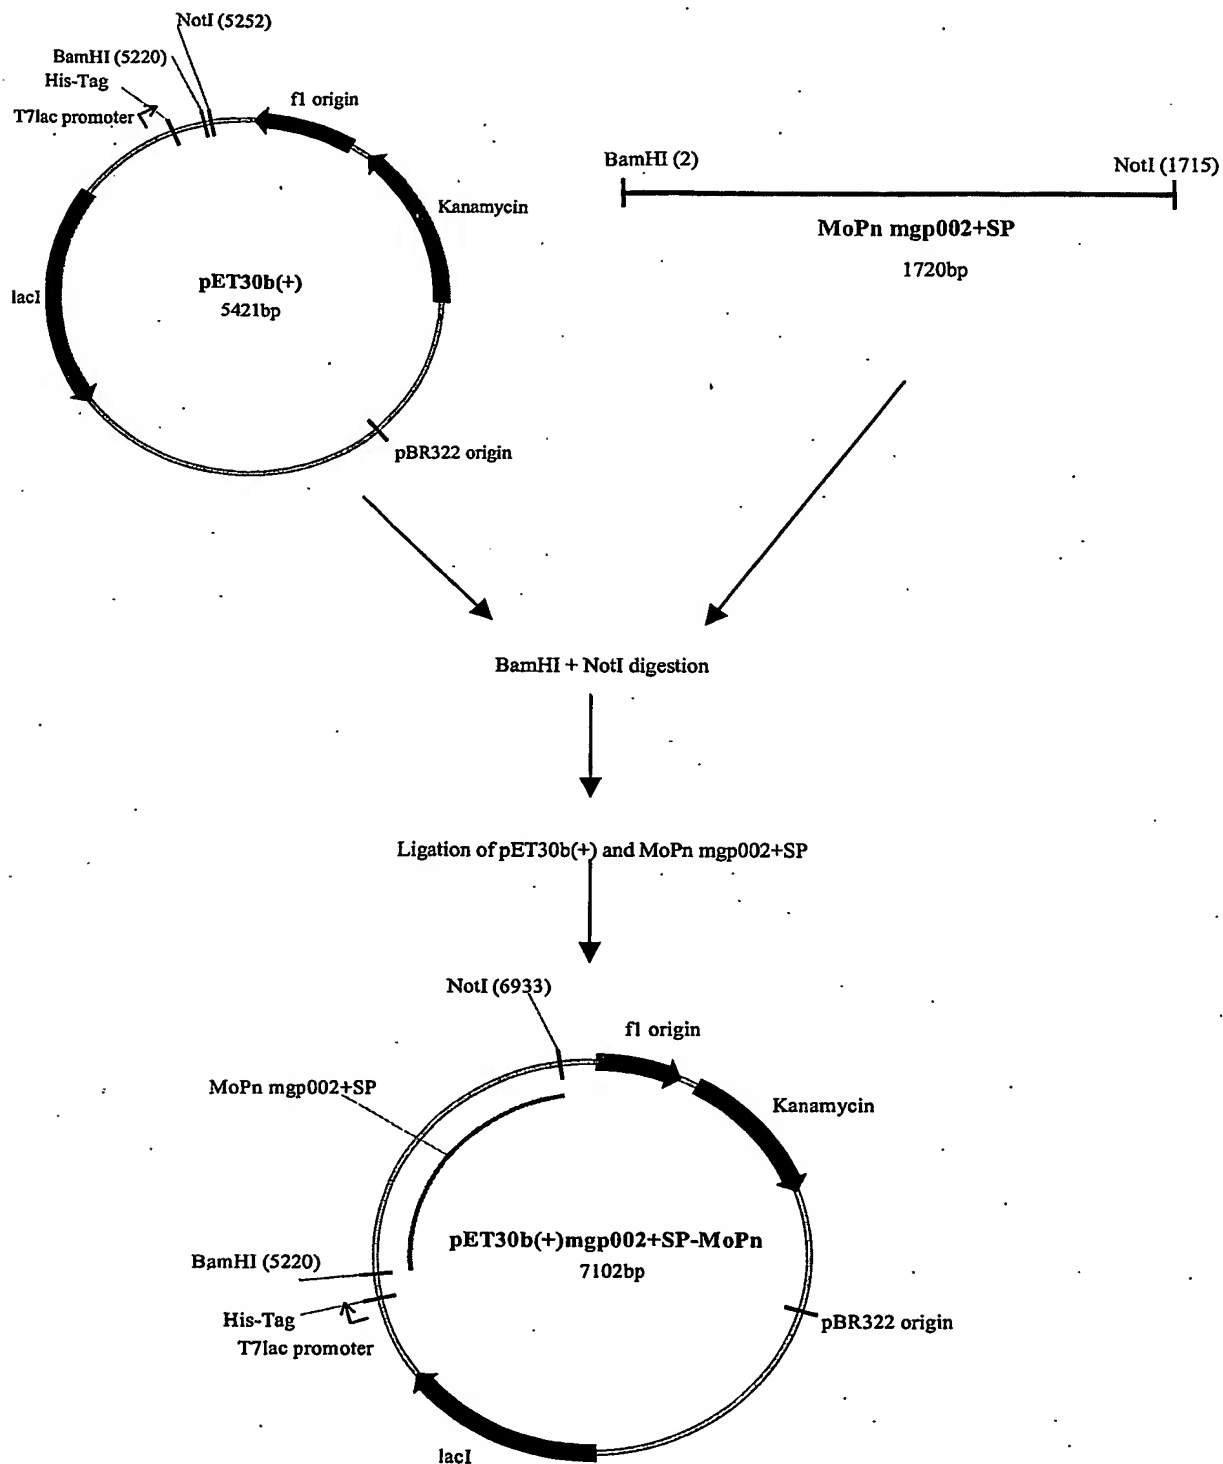 NotI (5252)
BamHI (5220)
His-Tag
T7lac promoter
f1 origin
Kanamycin
pET30b(+)
5421bp
lacI
pBR322 origin
BamHI (2)
NotI (1715)
MoPn mgp002+SP
1720bp
BamHI + NotI digestion
Ligation of pET30b(+) and MoPn mgp002+SP
NotI (6933)
f1 origin
MoPn mgp002+SP
Kanamycin
pET30b(+)mgp002+SP-MoPn
7102bp
BamHI (5220)
His-Tag
T7lac promoter
pBR322 origin
lacI